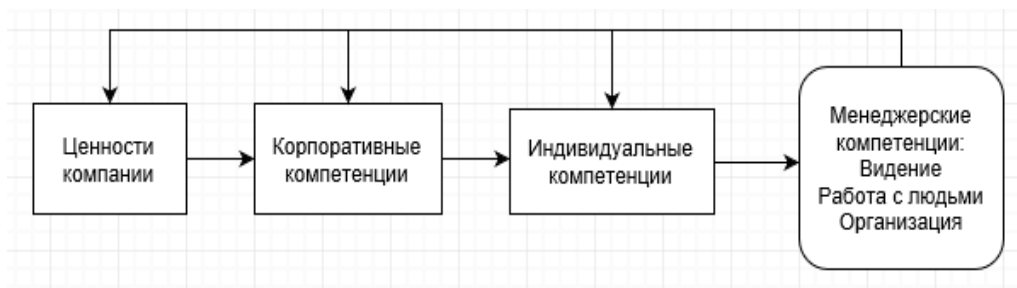 Ценности
компании
Корпоративные
компетенции
Индивидуальные
компетенции
Менеджерские
компетенции:
Видение
Работа с людьми
Организация